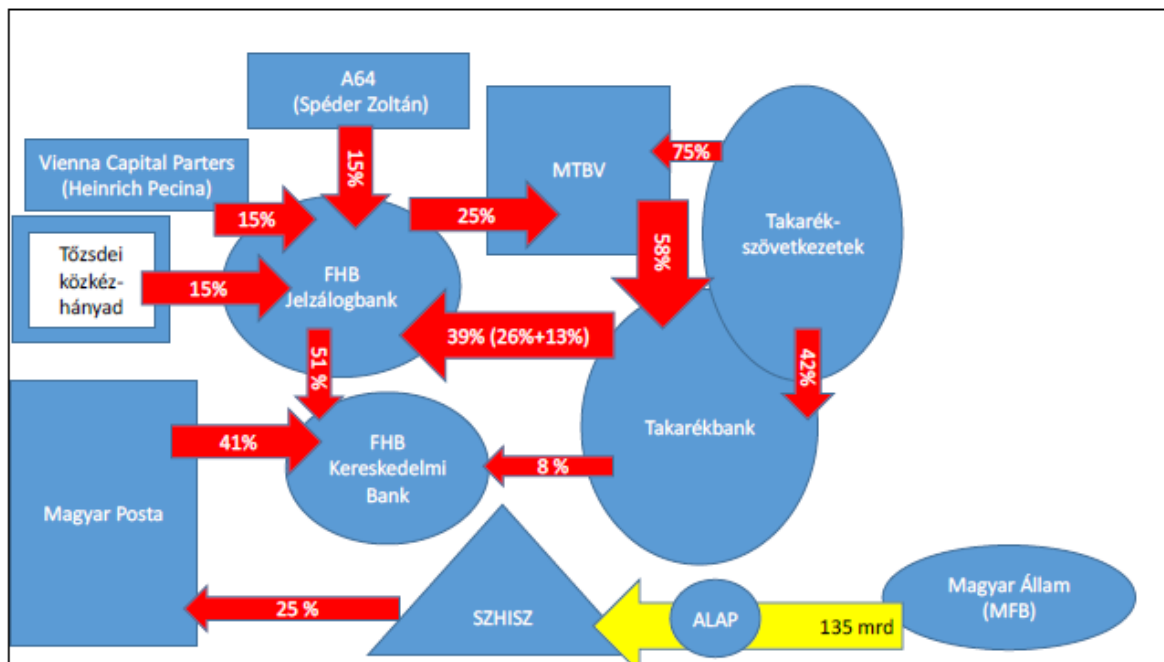 A64
(Spéder Zoltán)
15%
Vienna Capital Parters
(Heinrich Pecina)
15%
Tőzsdei
közkéz-
hányad
15%
FHB
Jelzálogbank
25%
MTBV
75%
Takarék-
szövetkezetek
58%
39% (26%+13%)
51 %
42%
Takarékbank
41%
FHB
Kereskedelmi
Bank
8 %
Magyar Posta
25 %
SZHISZ
ALAP
135 mrd
Magyar Állam
(MFB)